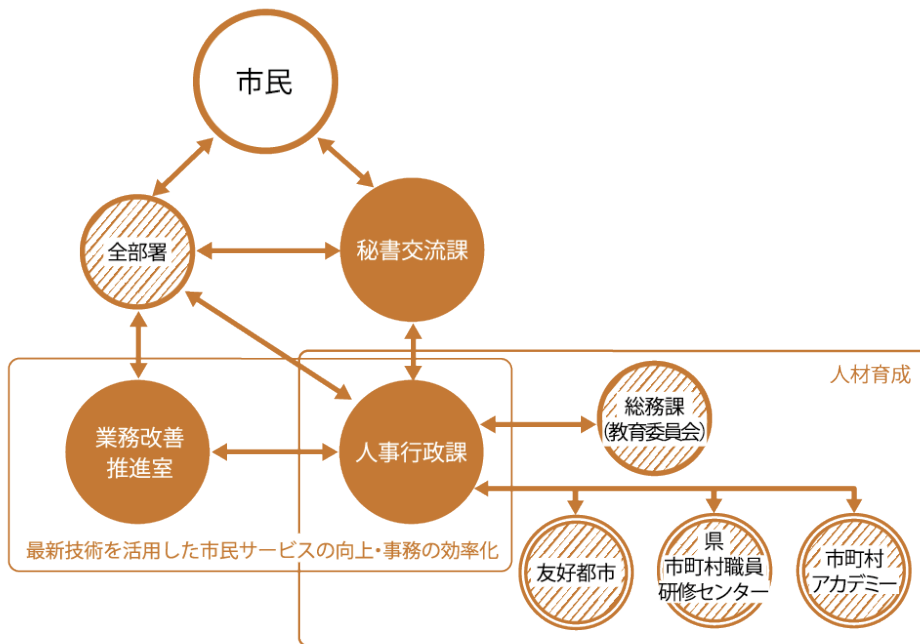 市民
全部署
秘書交流課
人材育成
業務改善
推進室
人事行政課
総務課
(教育委員会)
最新技術を活用した市民サービスの向上・事務の効率化
友好都市
県
市町村職員
研修センター
市町村
アカデミー